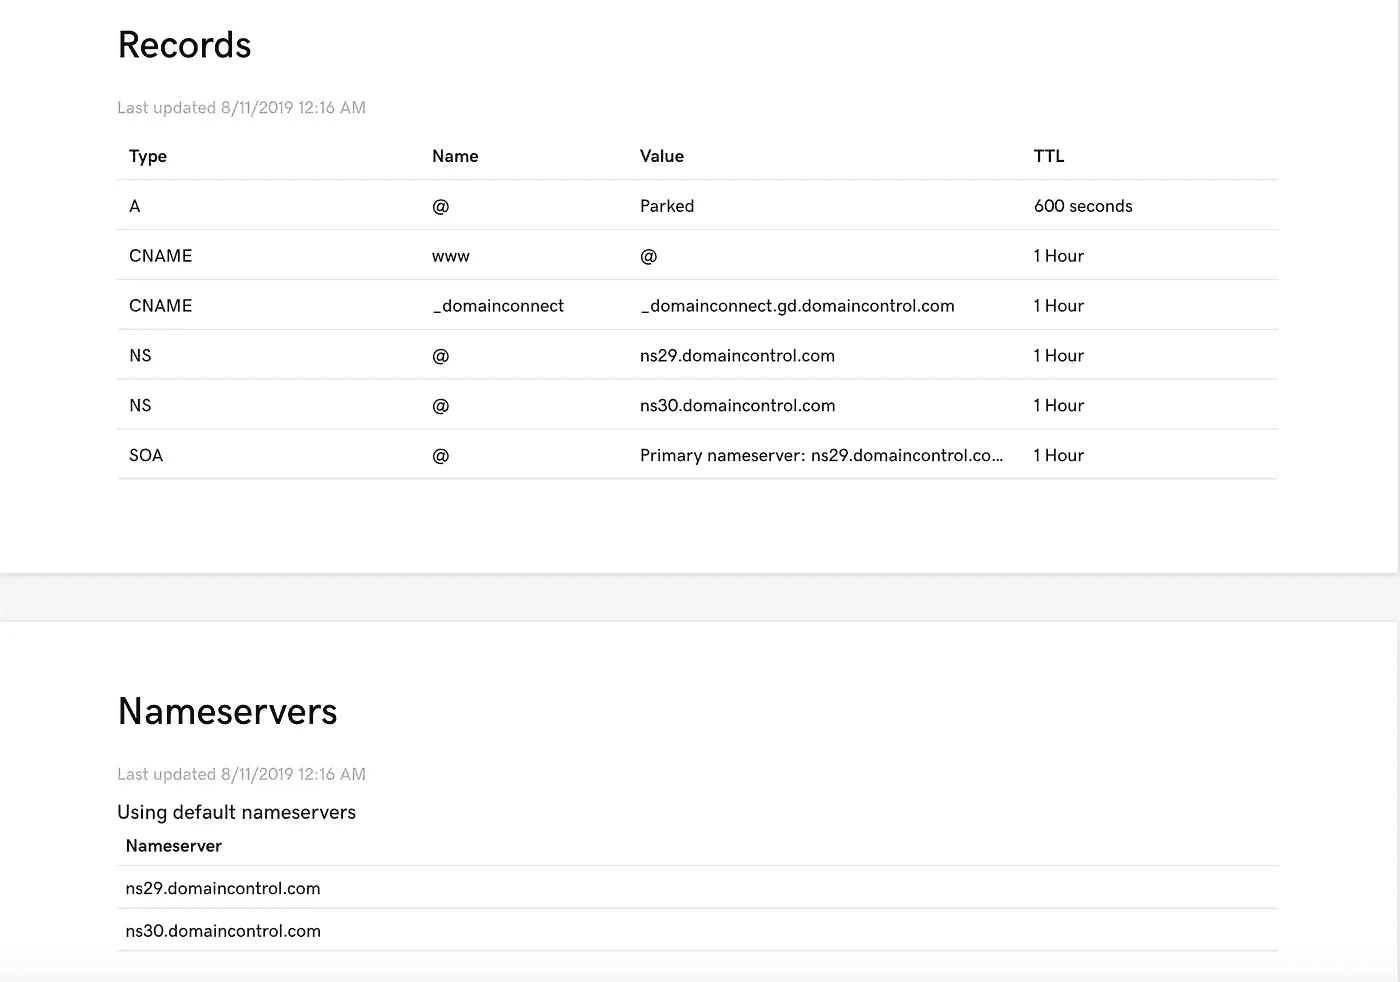 Records
Last updated 8/11/2019 12:16 AM
Type Name Value TTL
A @ Parked 600 seconds
CNAME www @ 1 Hour
CNAME _domainconnect _domainconnect.gd.domaincontrol.com 1 Hour
NS @ ns29.domaincontrol.com 1 Hour
NS @ ns30.domaincontrol.com 1 Hour
SOA @ Primary nameserver: ns29.domaincontrol.co... 1 Hour
Nameservers
Last updated 8/11/2019 12:16 AM
Using default nameservers
Nameserver
ns29.domaincontrol.com
ns30.domaincontrol.com